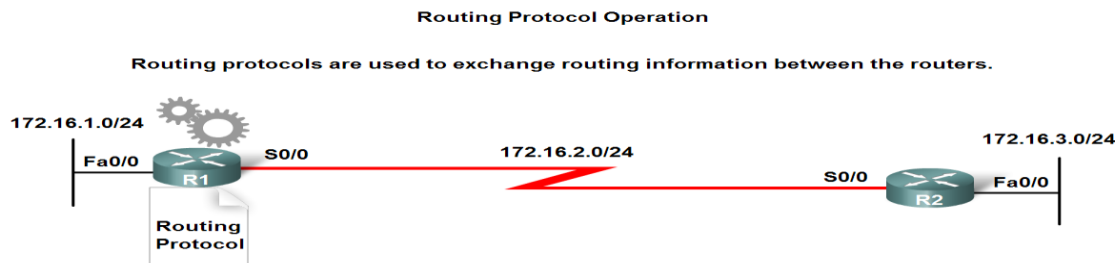 Routing Protocol Operation
Routing protocols are used to exchange routing information between the routers.
172.16.1.0/24
Fa0/0
R1
S0/0
172.16.2.0/24
S0/0
R2
172.16.3.0/24
Fa0/0
Routing
Protocol